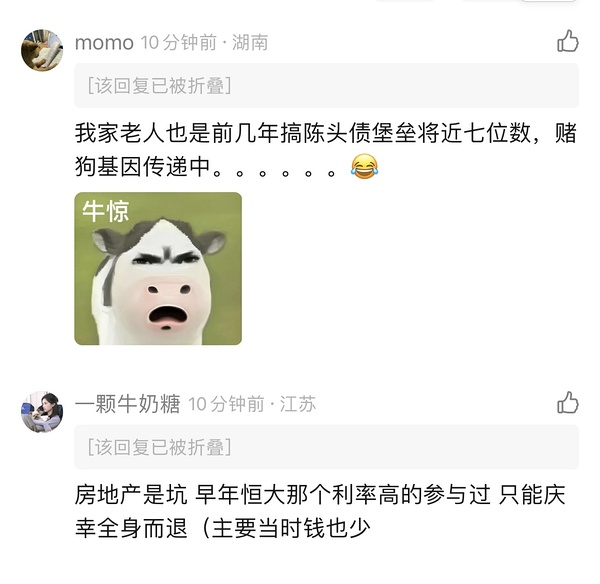 momo 10分钟前·湖南
[该回复已被折叠]
我家老人也是前几年搞陈头债堡垒将近七位数，赌
狗基因传递中。。。。。。😂
牛惊
一颗牛奶糖 10分钟前·江苏
[该回复已被折叠]
房地产是坑 早年恒大那个利率高的参与过 只能庆
幸全身而退（主要当时钱也少